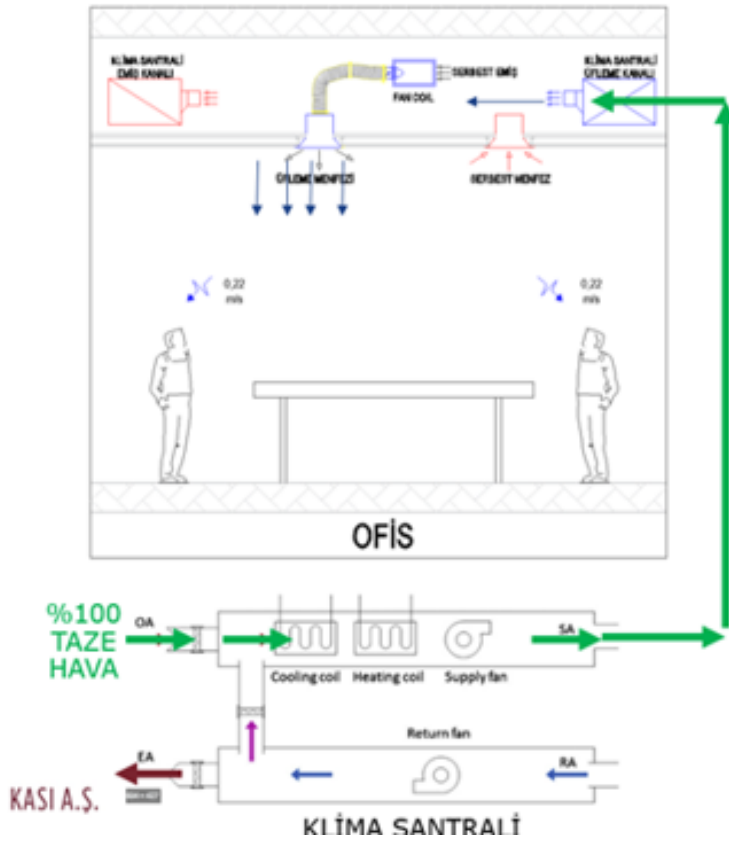 KLİMA SANTRALİ
EMİŞ KANALI
SERBEST EMİŞ
FAN COIL
KLİMA SANTRALİ
ÜFLEME KANALI
ÜFLEME MENFEZİ
SERBEST MENFEZ
0,22
m/s
0,22
m/s
OFİS
%100
TAZE
HAVA
OA
SA
Cooling coil
Heating coil
Supply fan
Return fan
EA
RA
KASI A.Ş.
KLİMA SANTRALİ